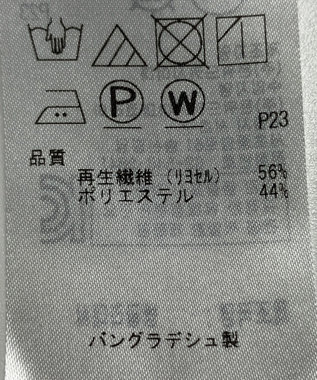 P W
P23
品質
再生繊維（リヨセル） 56%
ポリエステル 44%
バングラデシュ製